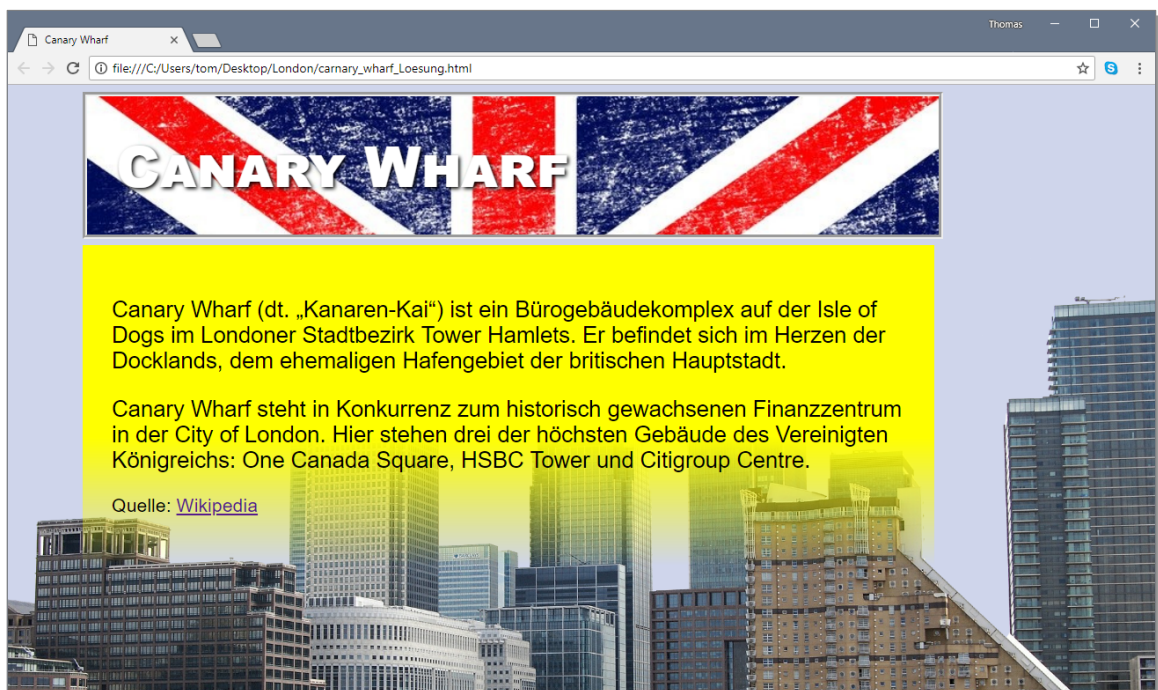 Thomas
Canary Wharf
file:///C:/Users/tom/Desktop/London/carnary_wharf_Loesung.html
CANARY WHARF
Canary Wharf (dt. „Kanaren-Kai“) ist ein Bürogebäudekomplex auf der Isle of
Dogs im Londoner Stadtbezirk Tower Hamlets. Er befindet sich im Herzen der
Docklands, dem ehemaligen Hafengebiet der britischen Hauptstadt.
Canary Wharf steht in Konkurrenz zum historisch gewachsenen Finanzzentrum
in der City of London. Hier stehen drei der höchsten Gebäude des Vereinigten
Königreichs: One Canada Square, HSBC Tower und Citigroup Centre.
Quelle: Wikipedia